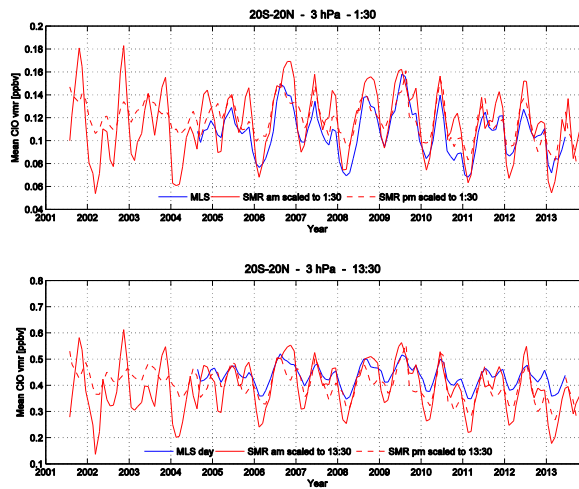 20S-20N - 3 hPa - 1:30
Mean ClO vmr [ppbv]
0.2
0.18
0.16
0.14
0.12
0.1
0.08
0.06
0.04
MLS
SMR am scaled to 1:30
SMR pm scaled to 1:30
2001 2002 2003 2004 2005 2006 2007 2008 2009 2010 2011 2012 2013
Year
20S-20N - 3 hPa - 13:30
Mean ClO vmr [ppbv]
0.8
0.7
0.6
0.5
0.4
0.3
0.2
0.1
MLS day
SMR am scaled to 13:30
SMR pm scaled to 13:30
2001 2002 2003 2004 2005 2006 2007 2008 2009 2010 2011 2012 2013
Year